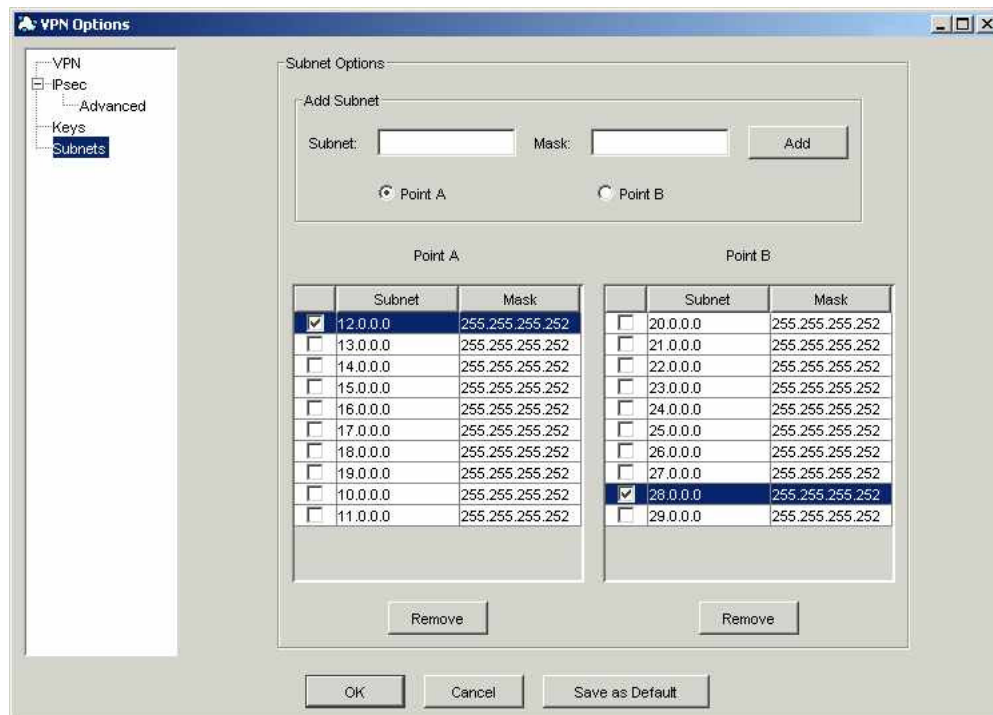 VPN Options
VPN
IPsec
Advanced
Keys
Subnets
Subnet Options
Add Subnet
Subnet: Mask: Add
Point A Point B
Point A
Subnet Mask
12.0.0.0 255.255.255.252
13.0.0.0 255.255.255.252
14.0.0.0 255.255.255.252
15.0.0.0 255.255.255.252
16.0.0.0 255.255.255.252
17.0.0.0 255.255.255.252
18.0.0.0 255.255.255.252
19.0.0.0 255.255.255.252
10.0.0.0 255.255.255.252
11.0.0.0 255.255.255.252
Remove
Point B
Subnet Mask
20.0.0.0 255.255.255.252
21.0.0.0 255.255.255.252
22.0.0.0 255.255.255.252
23.0.0.0 255.255.255.252
24.0.0.0 255.255.255.252
25.0.0.0 255.255.255.252
26.0.0.0 255.255.255.252
27.0.0.0 255.255.255.252
28.0.0.0 255.255.255.252
29.0.0.0 255.255.255.252
Remove
OK Cancel Save as Default